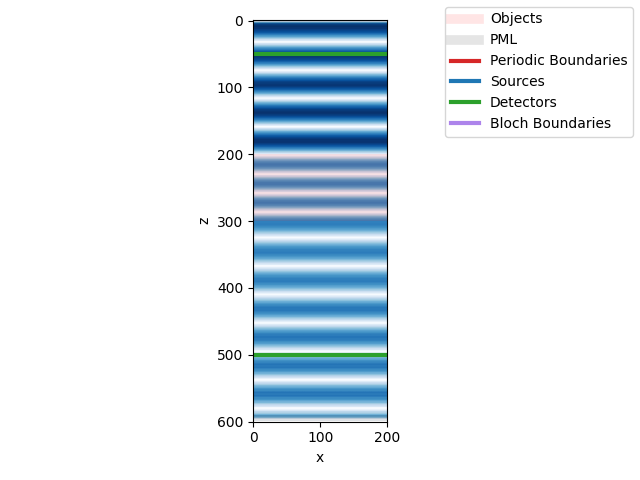 Objects
PML
Periodic Boundaries
Sources
Detectors
Bloch Boundaries
0
100
200
300
400
500
600
z
0 100 200
x